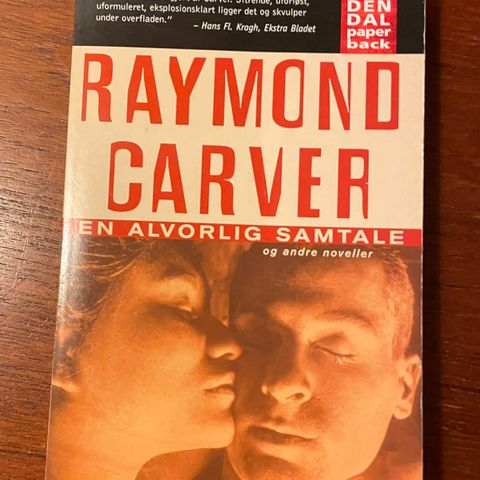 uformuleret, eksplosionsklart ligger det og skvulper
under overfladen."
– Hans Fl. Kragh, Ekstra Bladet
DEN
DAL
paper
back
RAYMOND
CARVER
EN ALVORLIG SAMTALE
og andre noveller